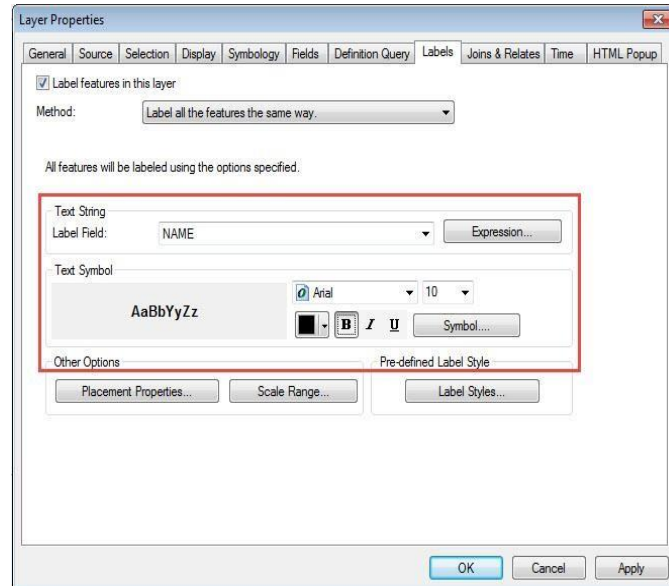 Layer Properties
General Source Selection Display Symbology Fields Definition Query Labels Joins & Relates Time HTML Popup
Label features in this layer
Method: Label all the features the same way.
All features will be labeled using the options specified.
Text String
Label Field: NAME Expression...
Text Symbol
AaBbYyZz
Arial 10
B I U Symbol....
Other Options Pre-defined Label Style
Placement Properties... Scale Range... Label Styles...
OK Cancel Apply